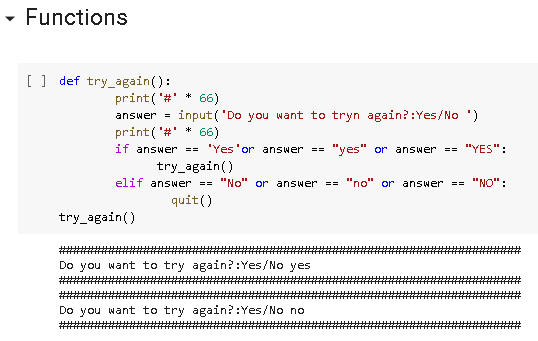 Functions
[ ] def try_again():
print('#' * 66)
answer = input('Do you want to tryn again?:Yes/No ')
print('#' * 66)
if answer == 'Yes'or answer == "yes" or answer == "YES":
try_again()
elif answer == "No" or answer == "no" or answer == "NO":
quit()
try_again()
##################################################################
Do you want to try again?:Yes/No yes
##################################################################
##################################################################
Do you want to try again?:Yes/No no
##################################################################